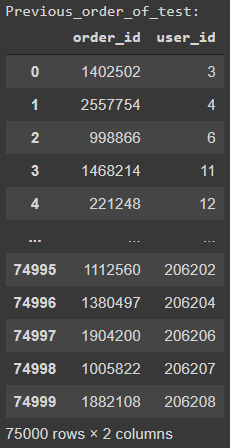 Previous_order_of_test:
order_id user_id
0 1402502 3
1 2557754 4
2 998866 6
3 1468214 11
4 221248 12
... ... ...
74995 1112560 206202
74996 1380497 206204
74997 1904200 206206
74998 1005822 206207
74999 1882108 206208
75000 rows × 2 columns